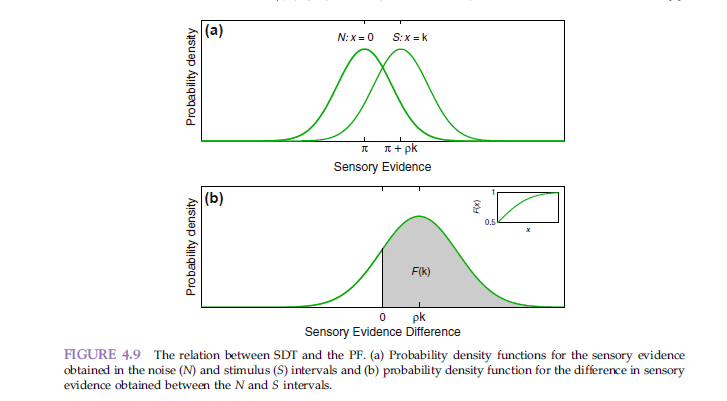 (a)
N: x = 0 S: x = k
Probability density
π π + ρk
Sensory Evidence
(b)
Probability density
F(x)
1
0.5
x
F(k)
0 ρk
Sensory Evidence Difference
FIGURE 4.9 The relation between SDT and the PF. (a) Probability density functions for the sensory evidence
obtained in the noise (N) and stimulus (S) intervals and (b) probability density function for the difference in sensory
evidence obtained between the N and S intervals.